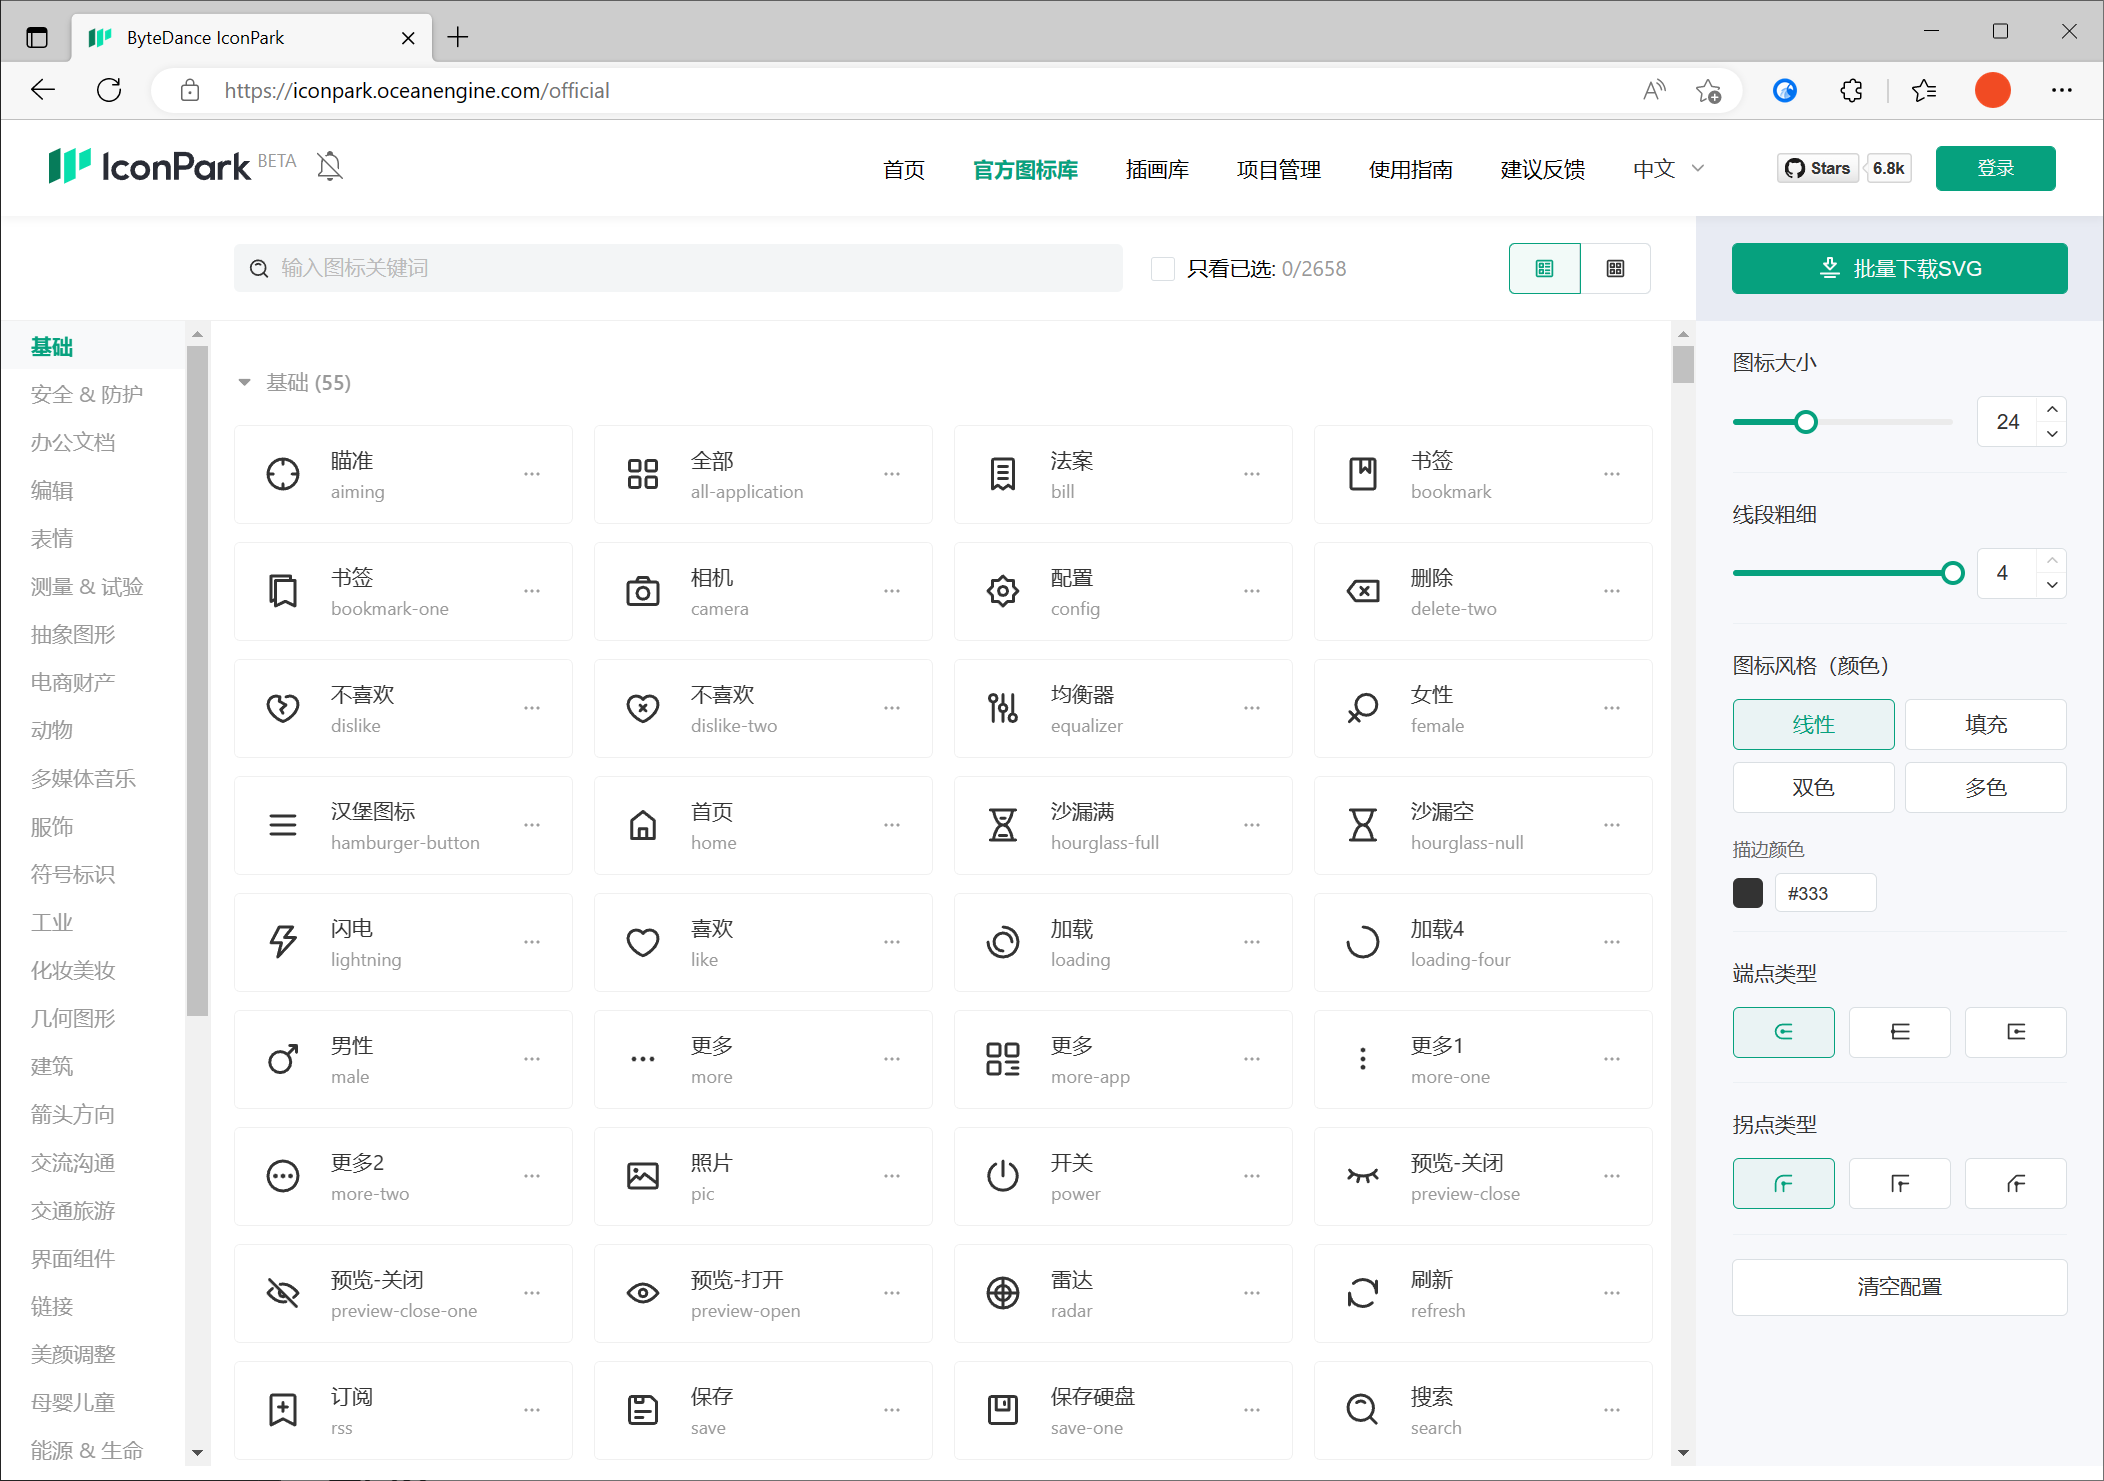 ByteDance IconPark
https://iconpark.oceanengine.com/official
IconPark BETA
首页 官方图标库 插画库 项目管理 使用指南 建议反馈 中文 Stars 6.8k 登录
输入图标关键词 只看已选: 0/2658 批量下载SVG
基础
安全 & 防护
办公文档
编辑
表情
测量 & 试验
抽象图形
电商财产
动物
多媒体音乐
服饰
符号标识
工业
化妆美妆
几何图形
建筑
箭头方向
交流沟通
交通旅游
界面组件
链接
美颜调整
母婴儿童
能源 & 生命
基础 (55)
瞄准 全部 法案 书签
aiming all-application bill bookmark
书签 相机 配置 删除
bookmark-one camera config delete-two
不喜欢 不喜欢 均衡器 女性
dislike dislike-two equalizer female
汉堡图标 首页 沙漏满 沙漏空
hamburger-button home hourglass-full hourglass-null
闪电 喜欢 加载 加载4
lightning like loading loading-four
男性 更多 更多 更多1
male more more-app more-one
更多2 照片 开关 预览-关闭
more-two pic power preview-close
预览-关闭 预览-打开 雷达 刷新
preview-close-one preview-open radar refresh
订阅 保存 保存硬盘 搜索
rss save save-one search
图标大小
24
线段粗细
4
图标风格（颜色）
线性 填充
双色 多色
描边颜色
#333
端点类型
拐点类型
清空配置